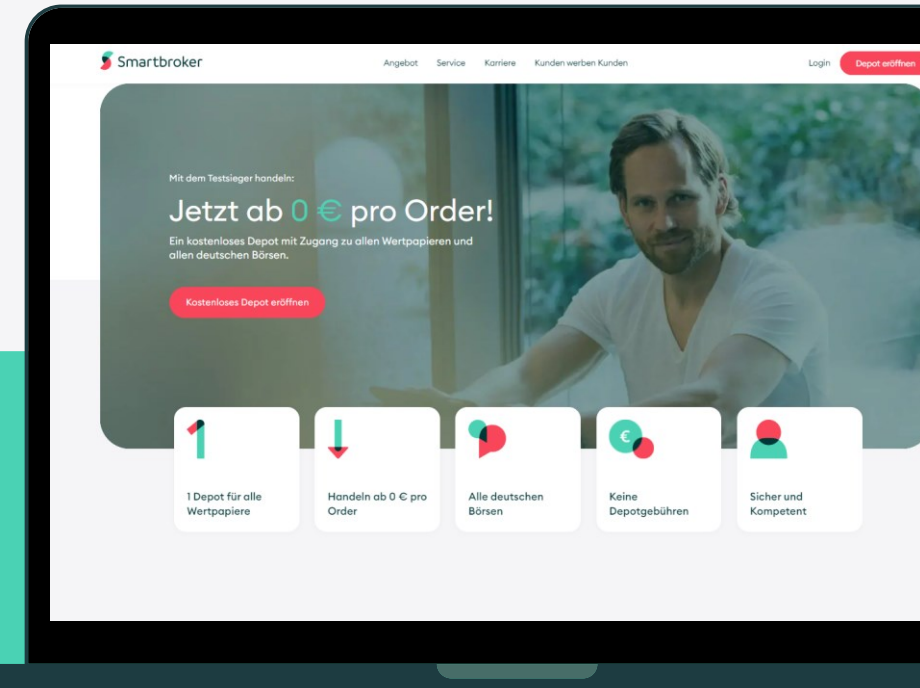 Smartbroker
Angebot Service Karriere Kunden werben Kunden Login Depot eröffnen
Mit dem Testsieger handeln:
Jetzt ab 0 € pro Order!
Ein kostenloses Depot mit Zugang zu allen Wertpapieren und
allen deutschen Börsen.
Kostenloses Depot eröffnen
1
1 Depot für alle
Wertpapiere
Handeln ab 0 € pro
Order
Alle deutschen
Börsen
€
Keine
Depotgebühren
Sicher und
Kompetent